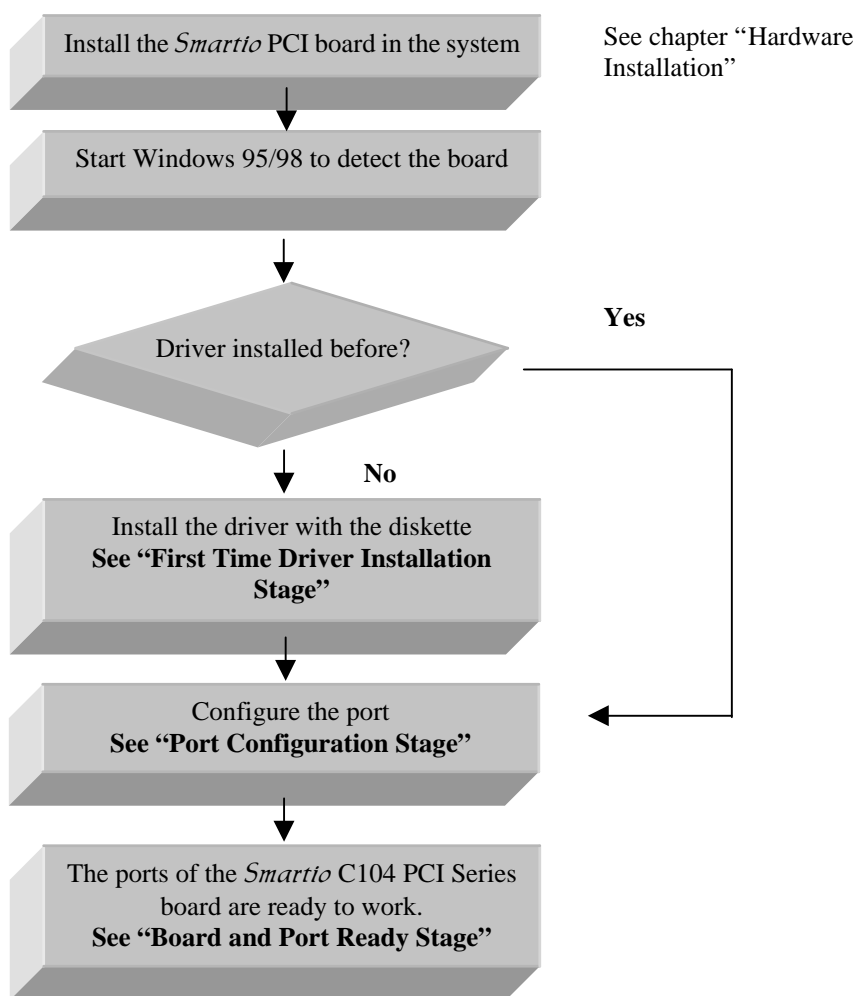 Install the Smartio PCI board in the system
See chapter “Hardware
Installation”
Start Windows 95/98 to detect the board
Driver installed before?
Yes
No
Install the driver with the diskette
See “First Time Driver Installation
Stage”
Configure the port
See “Port Configuration Stage”
The ports of the Smartio C104 PCI Series
board are ready to work.
See “Board and Port Ready Stage”